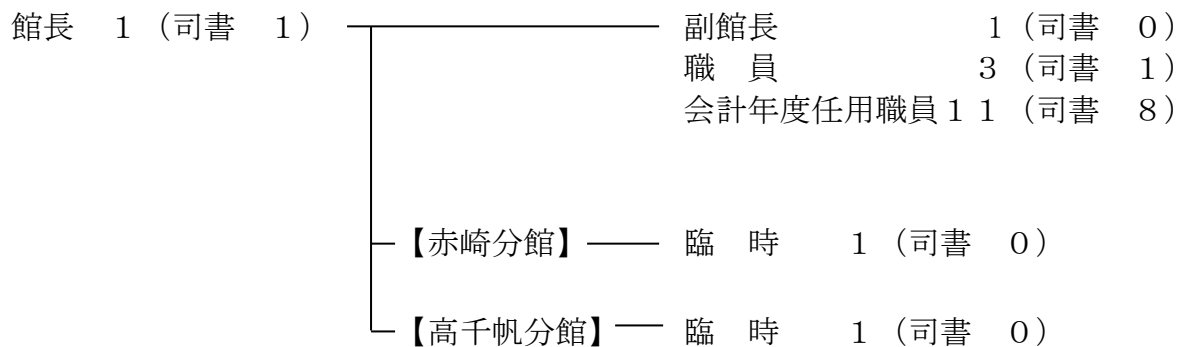 館長　１（司書　１）　副館長　１（司書　０）
職　員　３（司書　１）
会計年度任用職員１１（司書　８）
【赤崎分館】　臨　時　１（司書　０）
【高千帆分館】　臨　時　１（司書　０）